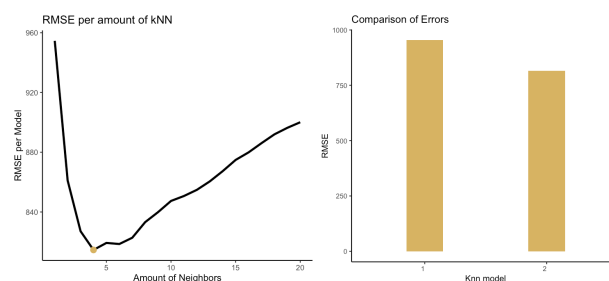 RMSE per amount of kNN
960
920
880
840
RMSE per Model
5
10
15
20
Amount of Neighbors
Comparison of Errors
1000
750
500
250
0
RMSE
1
2
Knn model